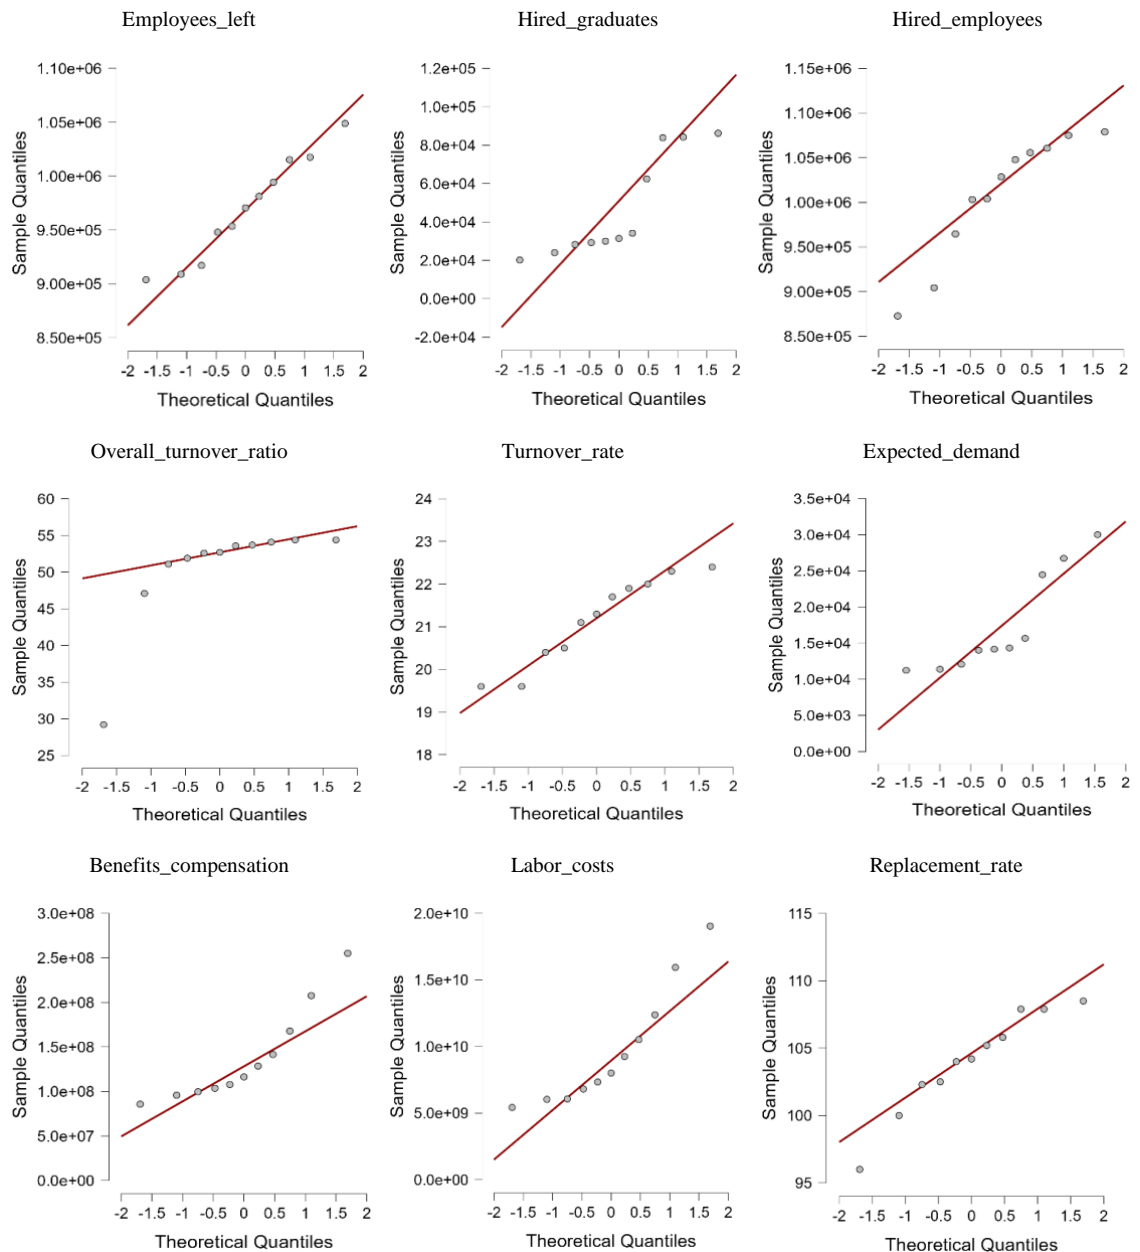 Employees_left
Hired_graduates
Hired_employees
1.10e+06
1.05e+06
1.00e+06
9.50e+05
9.00e+05
8.50e+05
Sample Quantiles
-2 -1.5 -1 -0.5 0 0.5 1 1.5 2
Theoretical Quantiles
1.20e+05
1.0e+05
8.0e+04
6.0e+04
4.0e+04
2.0e+04
0.0e+00
-2.0e+04
Sample Quantiles
-2 -1.5 -1 -0.5 0 0.5 1 1.5 2
Theoretical Quantiles
1.15e+06
1.10e+06
1.05e+06
1.00e+06
9.50e+05
9.00e+05
8.50e+05
Sample Quantiles
-2 -1.5 -1 -0.5 0 0.5 1 1.5 2
Theoretical Quantiles
Overall_turnover_ratio
Turnover_rate
Expected_demand
60
55
50
45
40
35
30
25
Sample Quantiles
-2 -1.5 -1 -0.5 0 0.5 1 1.5 2
Theoretical Quantiles
24
23
22
21
20
19
18
Sample Quantiles
-2 -1.5 -1 -0.5 0 0.5 1 1.5 2
Theoretical Quantiles
3.5e+04
3.0e+04
2.5e+04
2.0e+04
1.5e+04
1.0e+04
5.0e+03
0.0e+00
Sample Quantiles
-2 -1.5 -1 -0.5 0 0.5 1 1.5 2
Theoretical Quantiles
Benefits_compensation
Labor_costs
Replacement_rate
3.0e+08
2.5e+08
2.0e+08
1.5e+08
1.0e+08
5.0e+07
0.0e+00
Sample Quantiles
-2 -1.5 -1 -0.5 0 0.5 1 1.5 2
Theoretical Quantiles
2.0e+10
1.5e+10
1.0e+10
5.0e+09
0.0e+00
Sample Quantiles
-2 -1.5 -1 -0.5 0 0.5 1 1.5 2
Theoretical Quantiles
115
110
105
100
95
Sample Quantiles
-2 -1.5 -1 -0.5 0 0.5 1 1.5 2
Theoretical Quantiles